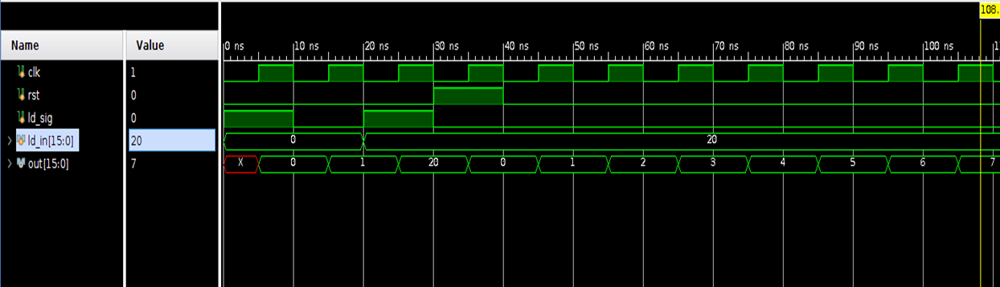 108.
Name Value 0 ns 10 ns 20 ns 30 ns 40 ns 50 ns 60 ns 70 ns 80 ns 90 ns 100 ns 1
clk 1
rst 0
ld_sig 0
ld_in[15:0] 20 0 20
out[15:0] 7 X 0 1 20 0 1 2 3 4 5 6 7